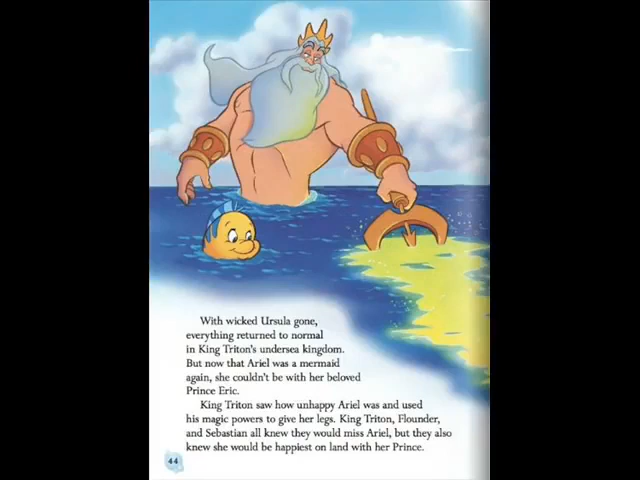 With wicked Ursula gone,
everything returned to normal
in King Triton's undersea kingdom.
But now that Ariel was a mermaid
again, she couldn't be with her beloved
Prince Eric.
King Triton saw how unhappy Ariel was and used
his magic powers to give her legs. King Triton, Flounder,
and Sebastian all knew they would miss Ariel, but they also
knew she would be happiest on land with her Prince.
44